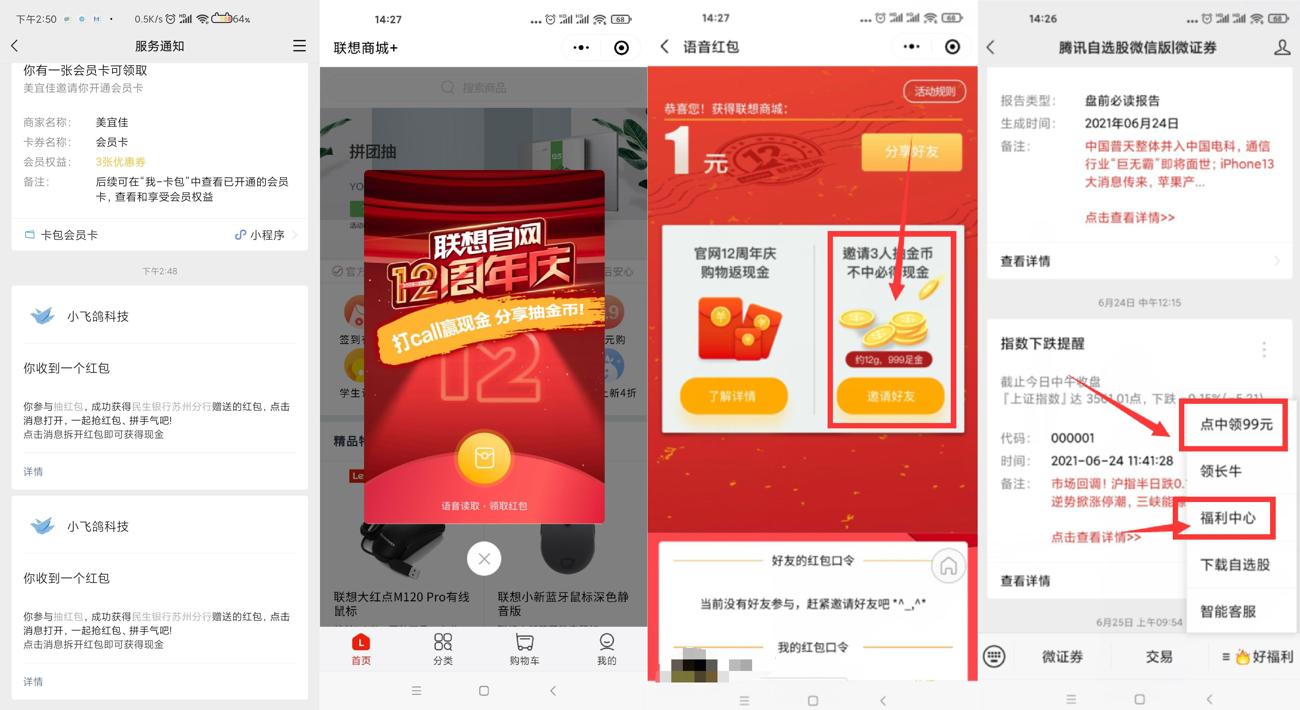 下午2:50
0.5K/s
64%
服务通知
你有一张会员卡可领取
美宜佳邀请你开通会员卡
商家名称： 美宜佳
卡券名称： 会员卡
会员权益： 3张优惠券
备注： 后续可在“我-卡包”中查看已开通的会员
卡，查看和享受会员权益
卡包会员卡
小程序
下午2:48
小飞鸽科技
你收到一个红包
你参与抽红包，成功获得民生银行苏州分行赠送的红包，点击
消息打开，一起抢红包、拼手气吧!
点击消息拆开红包即可获得现金
详情
小飞鸽科技
你收到一个红包
你参与抽红包，成功获得民生银行苏州分行赠送的红包，点击
消息打开，一起抢红包、拼手气吧!
点击消息拆开红包即可获得现金
详情
14:27
68
联想商城+
搜索商品
拼团抽
联想官网
12周年庆
打call赢现金 分享抽金币!
12
语音读取·领取红包
精品
联想大红点M120 Pro有线
鼠标
联想小新蓝牙鼠标深色静
音版
首页
分类
购物车
我的
14:27
68
语音红包
活动规则
恭喜您！获得联想商城：
1元
分享好友
官网12周年庆
购物返现金
了解详情
邀请3人抽金币
不中必得现金
约12g，999足金
邀请好友
好友的红包口令
当前没有好友参与，赶紧邀请好友吧 *^_^*
我的红包口令
14:26
68
腾讯自选股微信版|微证券
报告类型： 盘前必读报告
生成时间： 2021年06月24日
备注： 中国普天整体并入中国电科，通信
行业“巨无霸”即将面世；iPhone13
大消息传来，苹果产...
点击查看详情>>
查看详情
6月24日 中午12:15
指数下跌提醒
截止今日中午收盘
『上证指数』达 3561.01点，下跌
代码： 000001
时间： 2021-06-24 11:41:28
备注： 市场回调! 沪指半日跌0.
逆势掀涨停潮，三峡能
点击查看详情>>
查看详情
6月25日 上午09:54
点中领99元
领长牛
福利中心
下载自选股
智能客服
微证券
交易
好福利